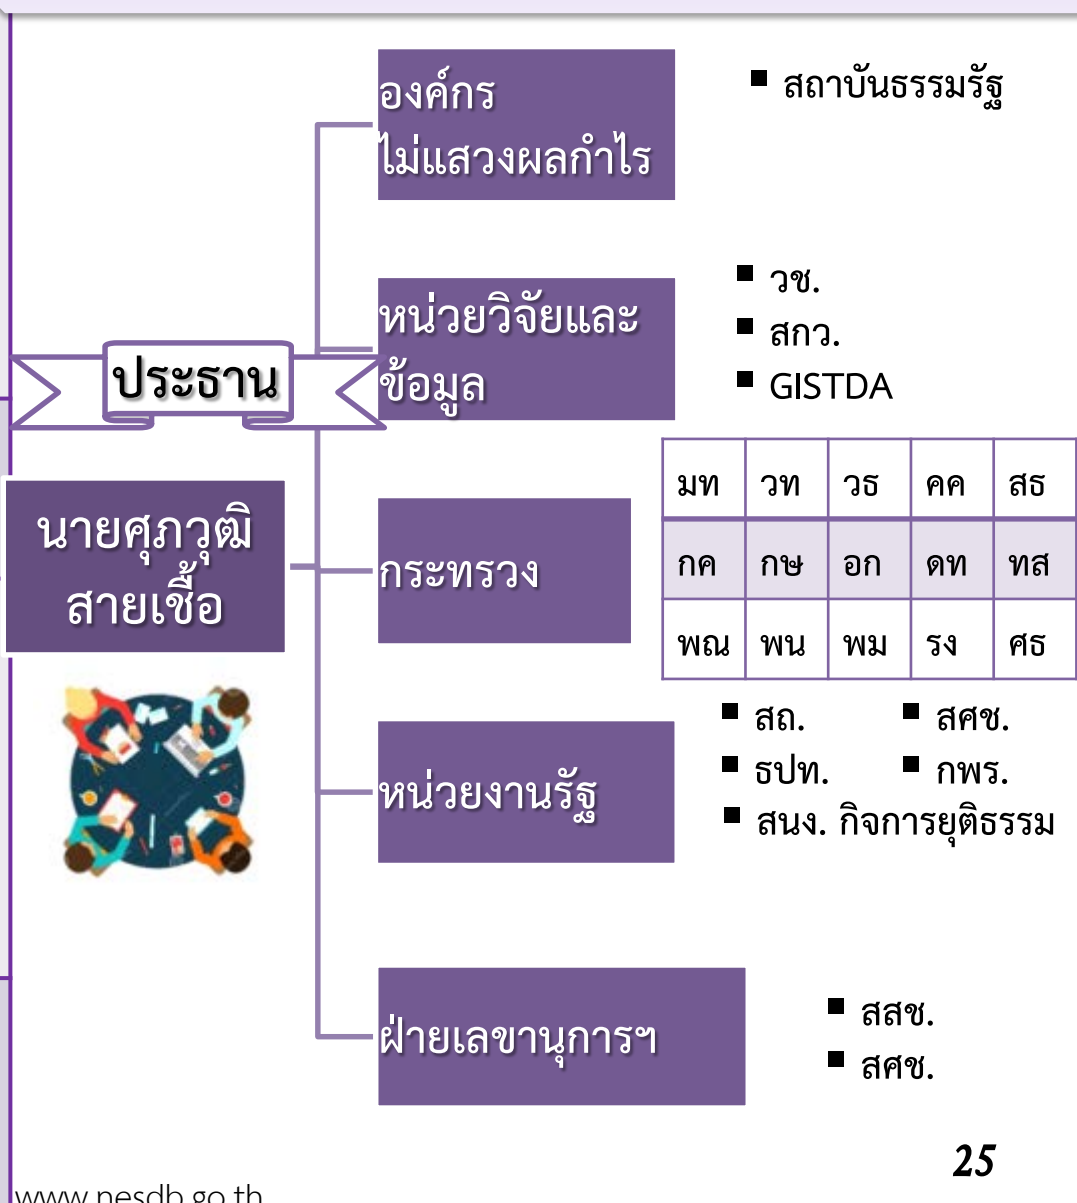 องค์กร
ไม่แสวงผลกำไร
■ สถาบันธรรมรัฐ
หน่วยวิจัยและ
ข้อมูล
■ วช.
■ สกว.
■ GISTDA
ประธาน
นายศุภวุฒิ
สายเชื้อ
กระทรวง
มท วท วธ คค สธ
กค กษ อก ดท ทส
พณ พน พม รง ศธ
หน่วยงานรัฐ
■ สถ. ■ สศช.
■ ธปท. ■ กพร.
■ สนง. กิจการยุติธรรม
ฝ่ายเลขานุการฯ
■ สสช.
■ สศช.
25
www.nesdb.go.th